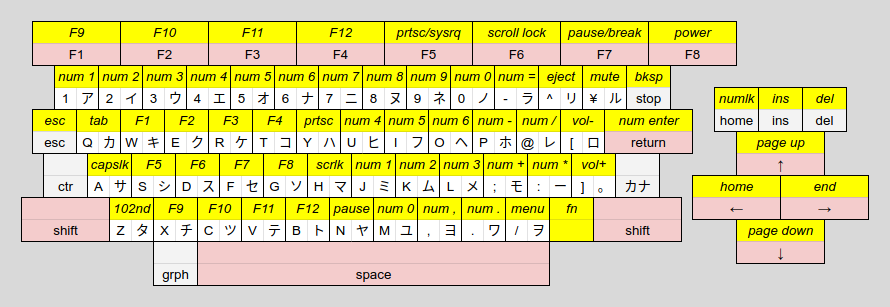 F9 F10 F11 F12 prtsc/sysrq scroll lock pause/break power
F1 F2 F3 F4 F5 F6 F7 F8
num 1 num 2 num 3 num 4 num 5 num 6 num 7 num 8 num 9 num 0 num = eject mute bksp
1 ア 2 イ 3 ウ 4 エ 5 オ 6 ナ 7 ニ 8 ヌ 9 ネ 0 ノ - ラ ^ リ ¥ ル stop
numlk ins del
home ins del
esc tab F1 F2 F3 F4 prtsc num 4 num 5 num 6 num - num / vol- num enter
esc Q カ W キ E ク R ケ T コ Y ハ U ヒ I フ O ヘ P ホ @ レ [ ロ return
page up
↑
capslk F5 F6 F7 F8 scrlk num 1 num 2 num 3 num + num * vol+
ctr A サ S シ D ス F セ G ソ H マ J ミ K ム L メ ; モ : ー ] 。 カナ
home end
← →
102nd F9 F10 F11 F12 pause num 0 num , num . menu fn
shift Z タ X チ C ツ V テ B ト N ヤ M ユ , ヨ . ワ / ヲ shift
page down
↓
grph space